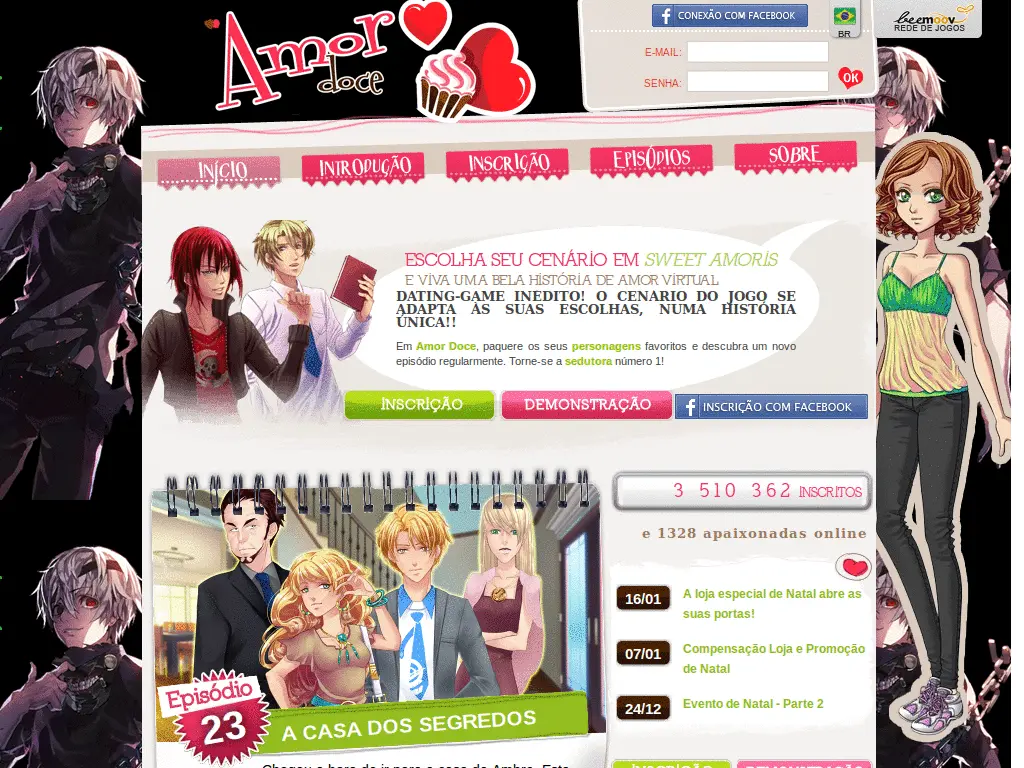 Amor
doce
CONEXÃO COM FACEBOOK
BR
beemoov
REDE DE JOGOS
E-MAIL:
SENHA:
OK
INÍCIO
INTRODUÇÃO
INSCRIÇÃO
EPISÓDIOS
SOBRE
ESCOLHA SEU CENÁRIO EM SWEET AMORIS
E VIVA UMA BELA HISTÓRIA DE AMOR VIRTUAL
DATING-GAME INEDITO! O CENARIO DO JOGO SE
ADAPTA ÀS SUAS ESCOLHAS, NUMA HISTÓRIA
ÚNICA!!
Em Amor Doce, paquere os seus personagens favoritos e descubra um novo
episódio regularmente. Torne-se a sedutora número 1!
INSCRIÇÃO
DEMONSTRAÇÃO
INSCRIÇÃO COM FACEBOOK
3 510 362 INSCRITOS
e 1328 apaixonadas online
16/01
A loja especial de Natal abre as
suas portas!
07/01
Compensação Loja e Promoção
de Natal
24/12
Evento de Natal - Parte 2
Episódio
23
A CASA DOS SEGREDOS
Chegou a hora de ir para a casa da Ambre. Este
INSCRIÇÃO
DEMONSTRAÇÃO